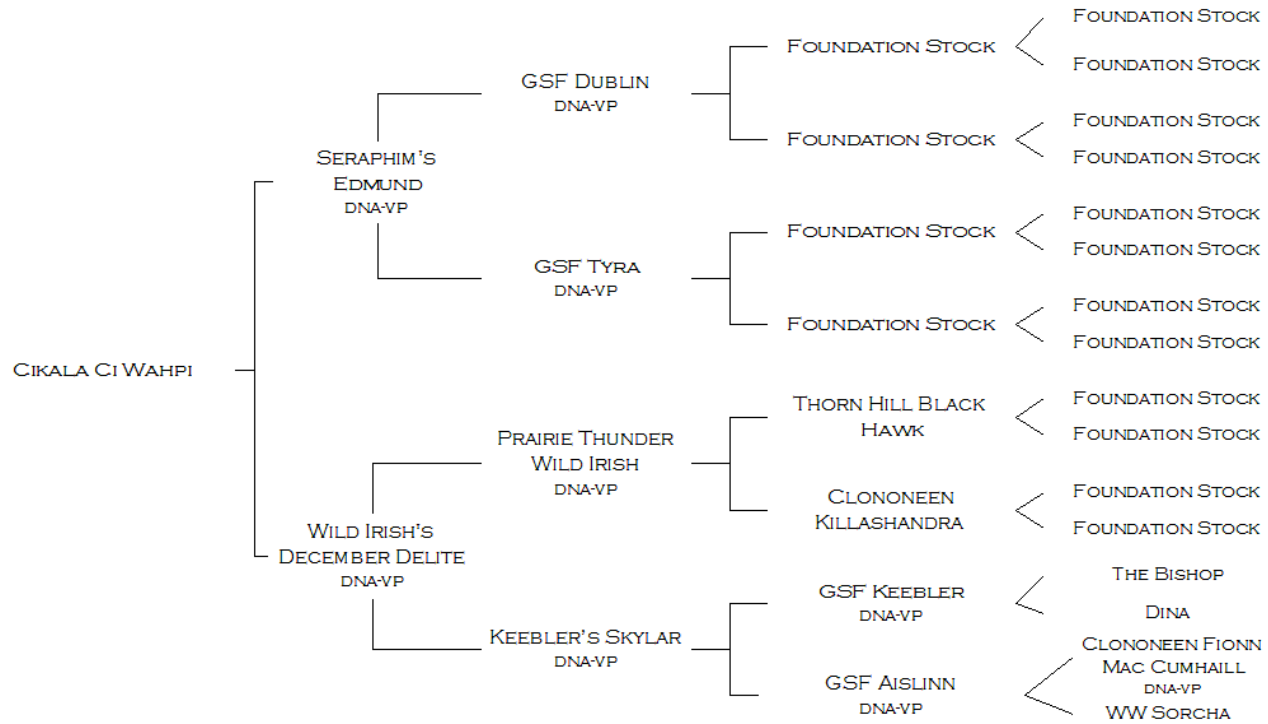 Foundation Stock
Foundation Stock
Foundation Stock
GSF Dublin
DNA-VP
Foundation Stock
Foundation Stock
Foundation Stock
Seraphim's
Edmund
DNA-VP
Foundation Stock
Foundation Stock
Foundation Stock
GSF Tyra
DNA-VP
Foundation Stock
Foundation Stock
Foundation Stock
Cikala Ci Wahpi
Thorn Hill Black
Hawk
Foundation Stock
Foundation Stock
Prairie Thunder
Wild Irish
DNA-VP
Clononeen
Killashandra
Foundation Stock
Foundation Stock
Wild Irish's
December Delite
DNA-VP
GSF Keebler
DNA-VP
The Bishop
Dina
Keebler's Skylar
DNA-VP
GSF Aislinn
DNA-VP
Clononeen Fionn
Mac Cumhaill
DNA-VP
WW Sorcha